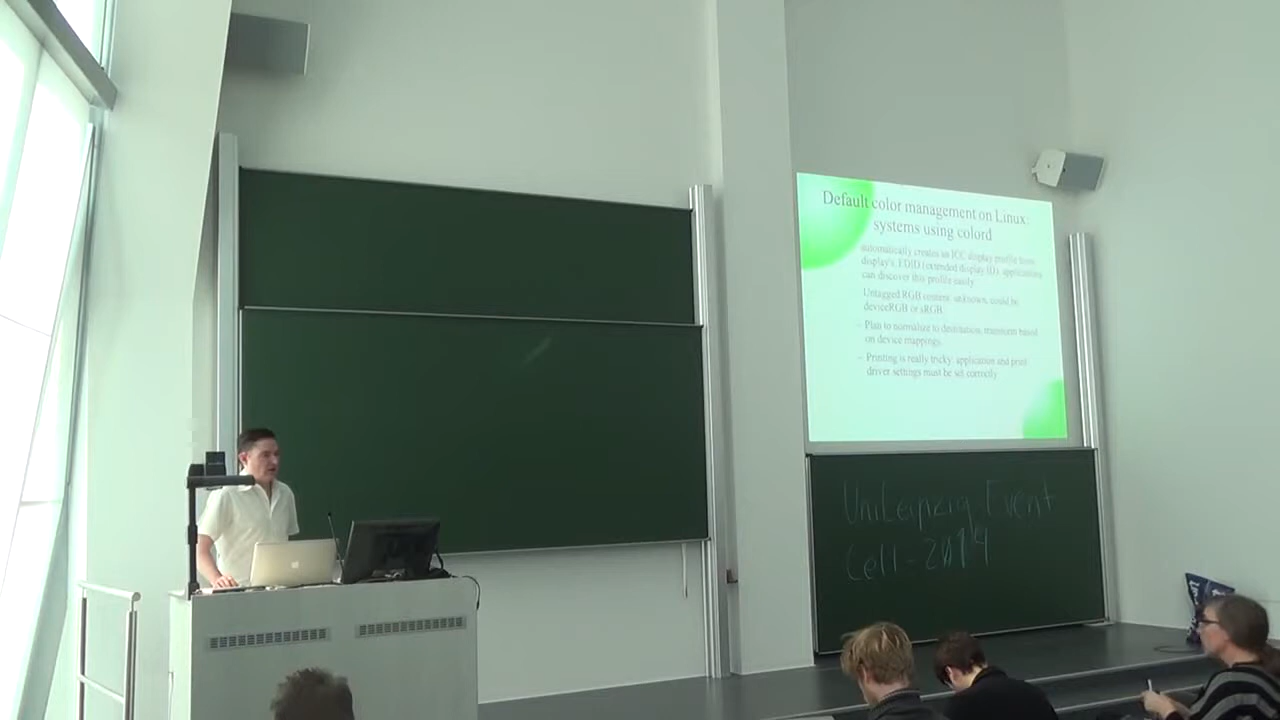 Default color management on Linux:
systems using colord
automatically creates an ICC display profile from
display's EDID (extended display ID), applications
can discover this profile easily
Untagged RGB content: unknown, could be
deviceRGB or sRGB
– Plan to normalize to destination, transform based
on device mappings.
– Printing is really tricky: application and print
driver settings must be set correctly
UniLeipzig-Event
Cell-2014